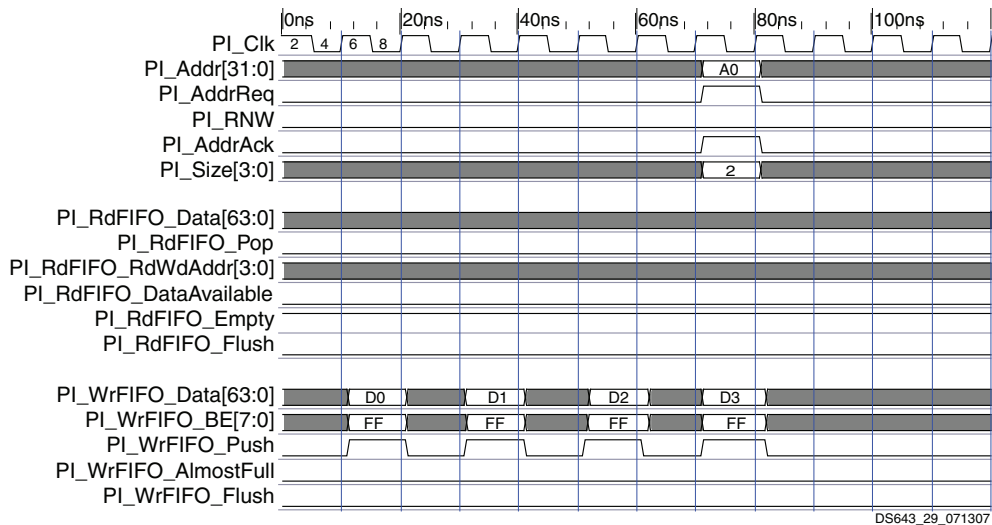 0ns 20ns 40ns 60ns 80ns 100ns
PI_Clk 2 4 6 8
PI_Addr[31:0] A0
PI_AddrReq
PI_RNW
PI_AddrAck
PI_Size[3:0] 2
PI_RdFIFO_Data[63:0]
PI_RdFIFO_Pop
PI_RdFIFO_RdWdAddr[3:0]
PI_RdFIFO_DataAvailable
PI_RdFIFO_Empty
PI_RdFIFO_Flush
PI_WrFIFO_Data[63:0] D0 D1 D2 D3
PI_WrFIFO_BE[7:0] FF FF FF FF
PI_WrFIFO_Push
PI_WrFIFO_AlmostFull
PI_WrFIFO_Flush
DS643_29_071307